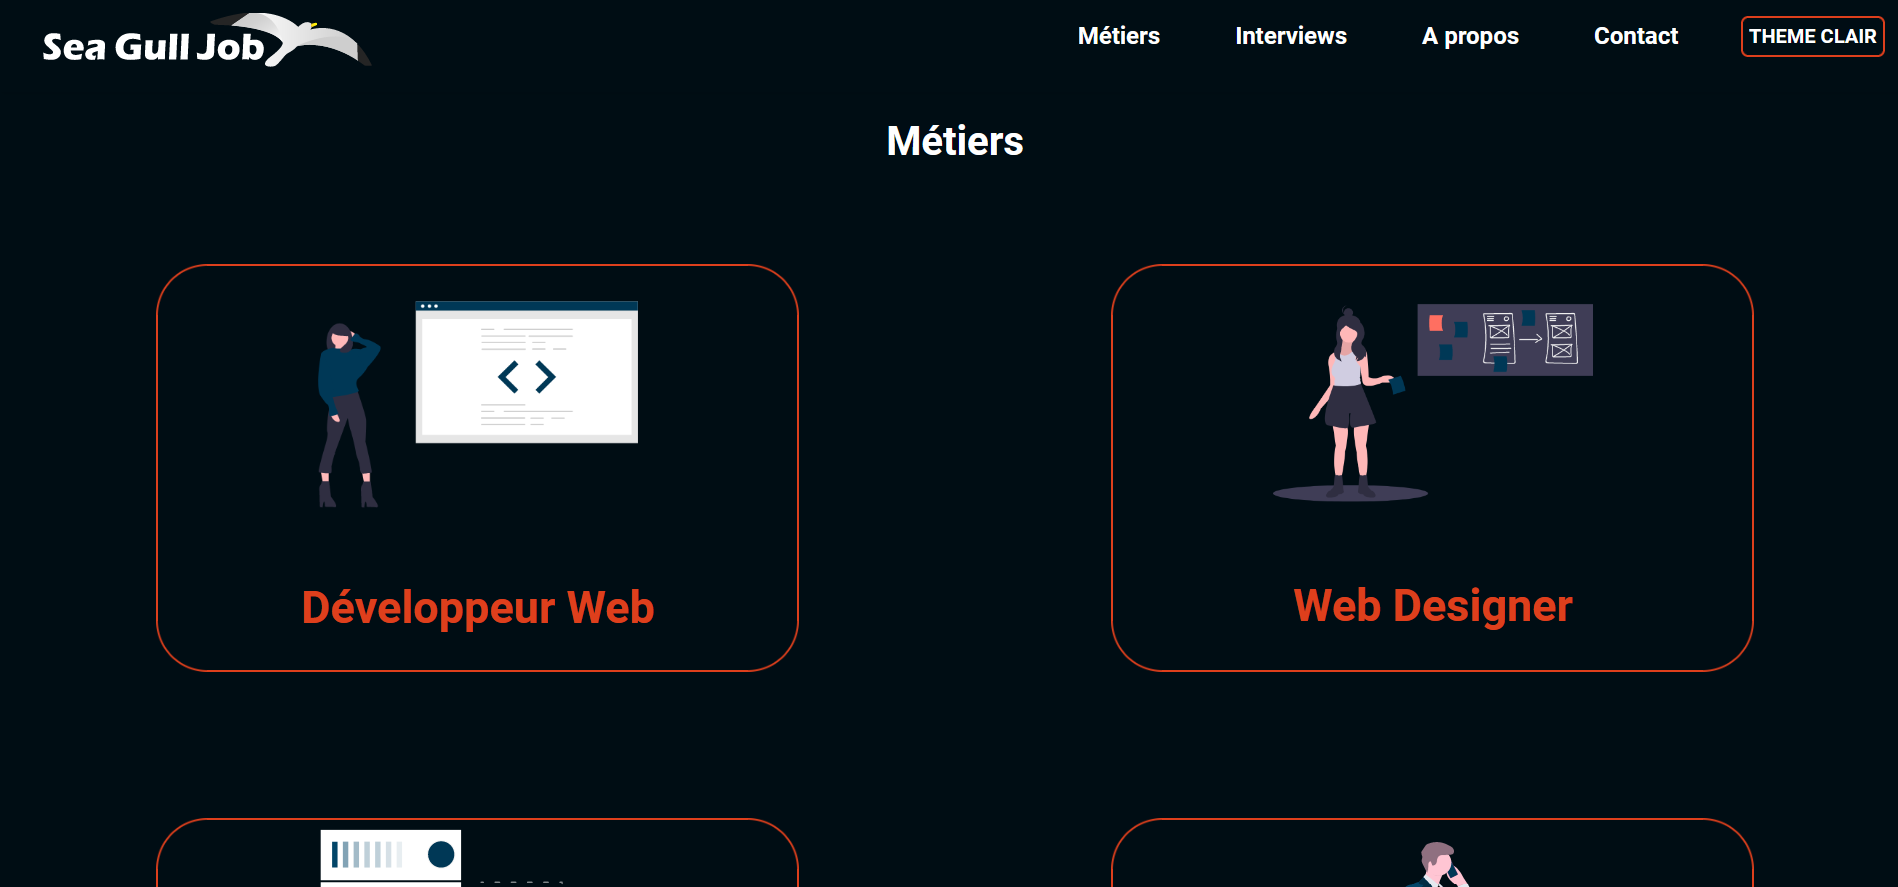 Sea Gull Job
Métiers
Interviews
A propos
Contact
THEME CLAIR
Métiers
Développeur Web
Web Designer